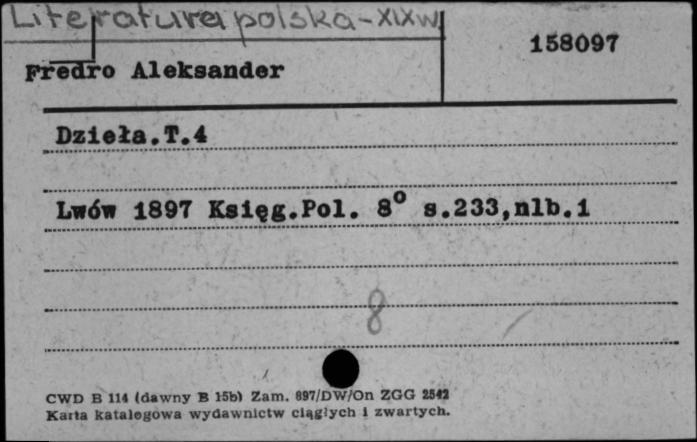 Literatura polska-XIXw
158097
Fredro Aleksander
Dzieła.T.4
Lwów 1897 Księg.Pol. 8° s.233,nlb.1
8
CWD B 114 (dawny B 15b) Zam. 897/DW/On ZGG 2542
Karta katalogowa wydawnictw ciągłych i zwartych.